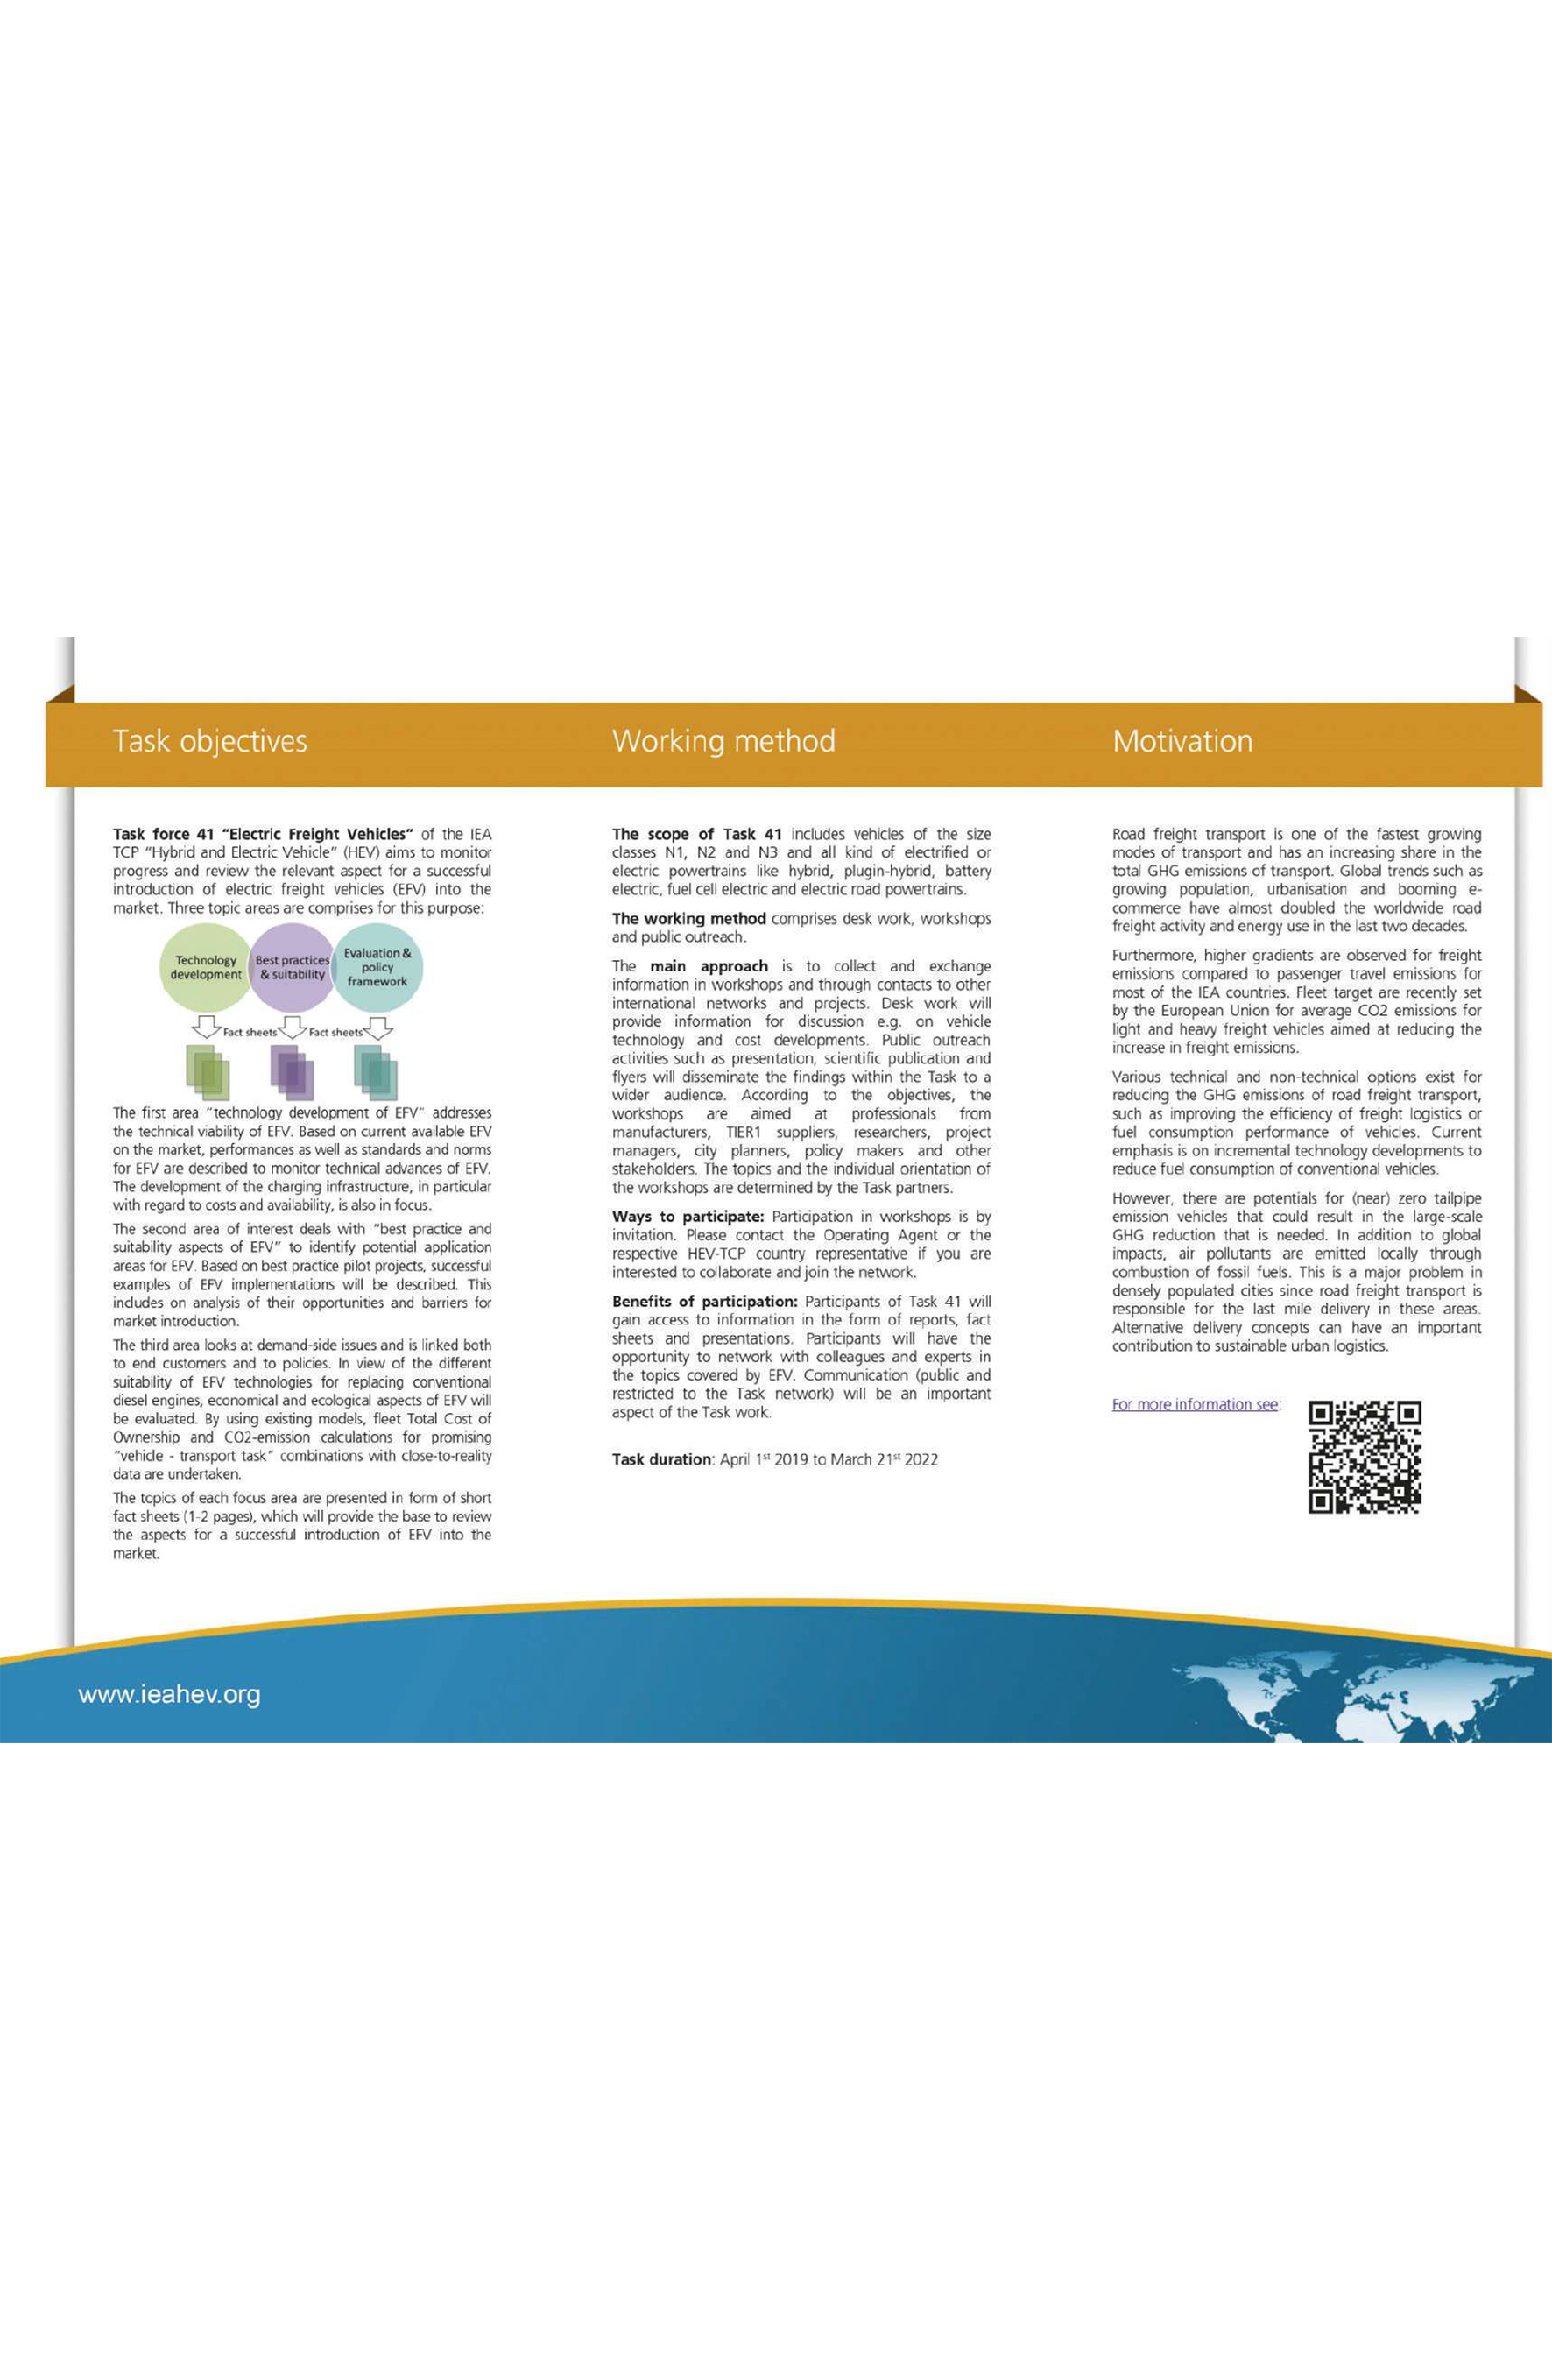 Task objectives
Task force 41 "Electric Freight Vehicles" of the IEA
TCP "Hybrid and Electric Vehicle" (HEV) aims to monitor
progress and review the relevant aspect for a successful
introduction of electric freight vehicles (EFV) into the
market. Three topic areas are comprises for this purpose:
Technology
development
Best practices
& suitability
Evaluation &
policy
framework
Fact sheets
Fact sheets
The first area "technology development of EFV" addresses
the technical viability of EFV. Based on current available EFV
on the market, performances as well as standards and norms
for EFV are described to monitor technical advances of EFV.
The development of the charging infrastructure, in particular
with regard to costs and availability, is also in focus.
The second area of interest deals with "best practice and
suitability aspects of EFV" to identify potential application
areas for EFV. Based on best practice pilot projects, successful
examples of EFV implementations will be described. This
includes on analysis of their opportunities and barriers for
market introduction.
The third area looks at demand-side issues and is linked both
to end customers and to policies. In view of the different
suitability of EFV technologies for replacing conventional
diesel engines, economical and ecological aspects of EFV will
be evaluated. By using existing models, fleet Total Cost of
Ownership and CO2-emission calculations for promising
"vehicle - transport task" combinations with close-to-reality
data are undertaken.
The topics of each focus area are presented in form of short
fact sheets (1-2 pages), which will provide the base to review
the aspects for a successful introduction of EFV into the
market.
Working method
The scope of Task 41 includes vehicles of the size
classes N1, N2 and N3 and all kind of electrified or
electric powertrains like hybrid, plugin-hybrid, battery
electric, fuel cell electric and electric road powertrains.
The working method comprises desk work, workshops
and public outreach.
The main approach is to collect and exchange
information in workshops and through contacts to other
international networks and projects. Desk work will
provide information for discussion e.g. on vehicle
technology and cost developments. Public outreach
activities such as presentation, scientific publication and
flyers will disseminate the findings within the Task to a
wider audience. According to the objectives, the
workshops are aimed at professionals from
manufacturers, TIER1 suppliers, researchers, project
managers, city planners, policy makers and other
stakeholders. The topics and the individual orientation of
the workshops are determined by the Task partners.
Ways to participate: Participation in workshops is by
invitation. Please contact the Operating Agent or the
respective HEV-TCP country representative if you are
interested to collaborate and join the network.
Benefits of participation: Participants of Task 41 will
gain access to information in the form of reports, fact
sheets and presentations. Participants will have the
opportunity to network with colleagues and experts in
the topics covered by EFV. Communication (public and
restricted to the Task network) will be an important
aspect of the Task work.
Task duration: April 1st 2019 to March 21st 2022
Motivation
Road freight transport is one of the fastest growing
modes of transport and has an increasing share in the
total GHG emissions of transport. Global trends such as
growing population, urbanisation and booming e-
commerce have almost doubled the worldwide road
freight activity and energy use in the last two decades.
Furthermore, higher gradients are observed for freight
emissions compared to passenger travel emissions for
most of the IEA countries. Fleet target are recently set
by the European Union for average CO2 emissions for
light and heavy freight vehicles aimed at reducing the
increase in freight emissions.
Various technical and non-technical options exist for
reducing the GHG emissions of road freight transport,
such as improving the efficiency of freight logistics or
fuel consumption performance of vehicles. Current
emphasis is on incremental technology developments to
reduce fuel consumption of conventional vehicles.
However, there are potentials for (near) zero tailpipe
emission vehicles that could result in the large-scale
GHG reduction that is needed. In addition to global
impacts, air pollutants are emitted locally through
combustion of fossil fuels. This is a major problem in
densely populated cities since road freight transport is
responsible for the last mile delivery in these areas.
Alternative delivery concepts can have an important
contribution to sustainable urban logistics.
For more information see:
www.ieahev.org